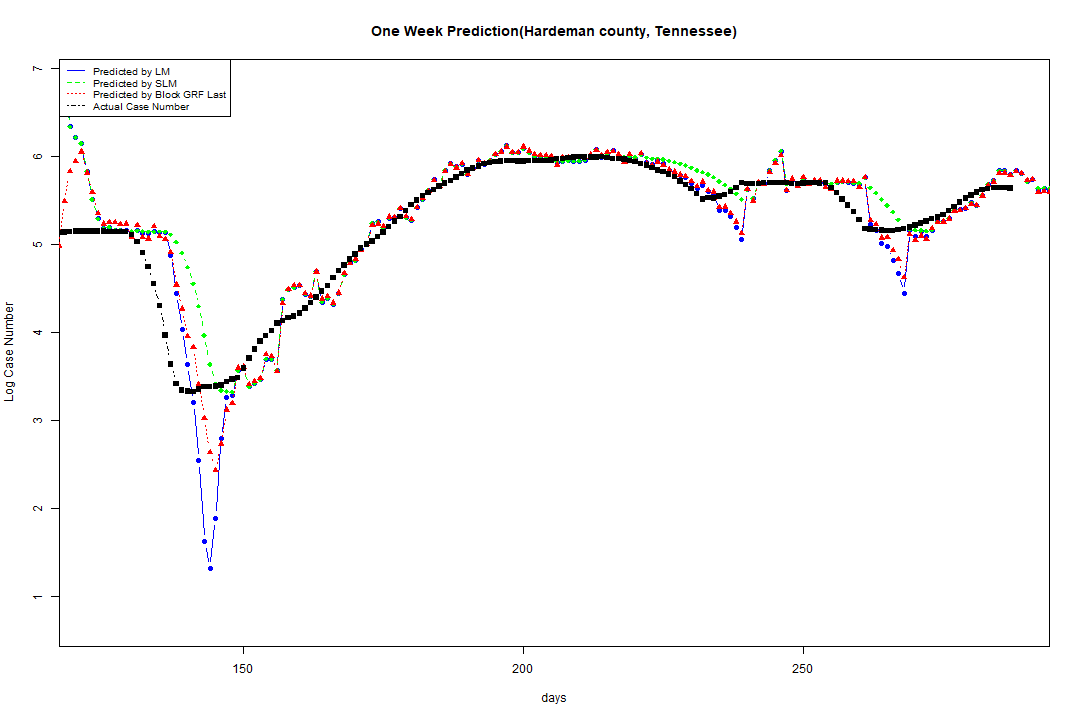 One Week Prediction(Hardeman county, Tennessee)
Predicted by LM
Predicted by SLM
Predicted by Block GRF Last
Actual Case Number
7
6
5
4
3
2
1
Log Case Number
150 200 250
days